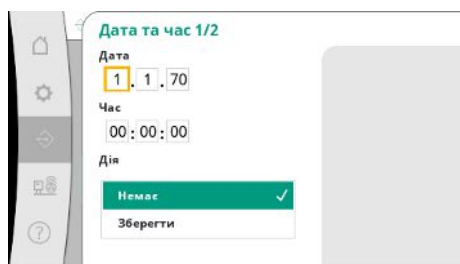 Дата та час 1/2
Дата
1 . 1 . 70
Час
00 : 00 : 00
Дія
Немає
Зберегти